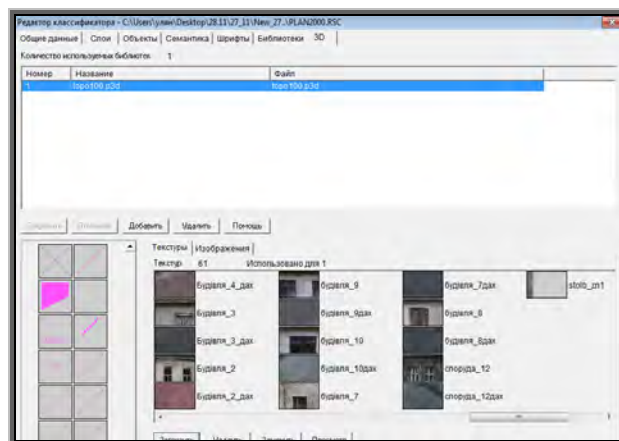 Редактор классификатора - C:\Users\улин\Desktop\28.11\27_11\New_27.\PLAN2000.RSC
Общие данные Слои Объекты Семантика Шрифты Библиотеки 3D
Количество используемых библиотек 1
Номер Название Файл
1 topo100.p3d topo100.p3d
Добавить Удалить Помощь
Текстуры Изображения
Текстур 61 Использовано для 1
будівля_4_дах будівля_9 будівля_7дах stolb_zn1
будівля_3 будівля_9дах будівля_8
будівля_3_дах будівля_10 будівля_8дах
будівля_2 будівля_10дах споруда_12
будівля_2_дах будівля_7 споруда_12дах